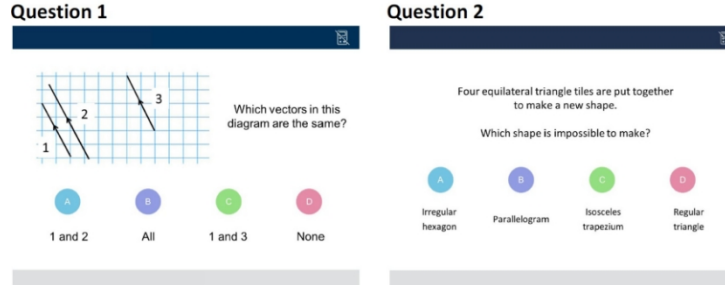 Question 1
1
2
3
Which vectors in this
diagram are the same?
A
B
C
D
1 and 2
All
1 and 3
None
Question 2
Four equilateral triangle tiles are put together
to make a new shape.
Which shape is impossible to make?
A
B
C
D
Irregular
hexagon
Parallelogram
Isosceles
trapezium
Regular
triangle